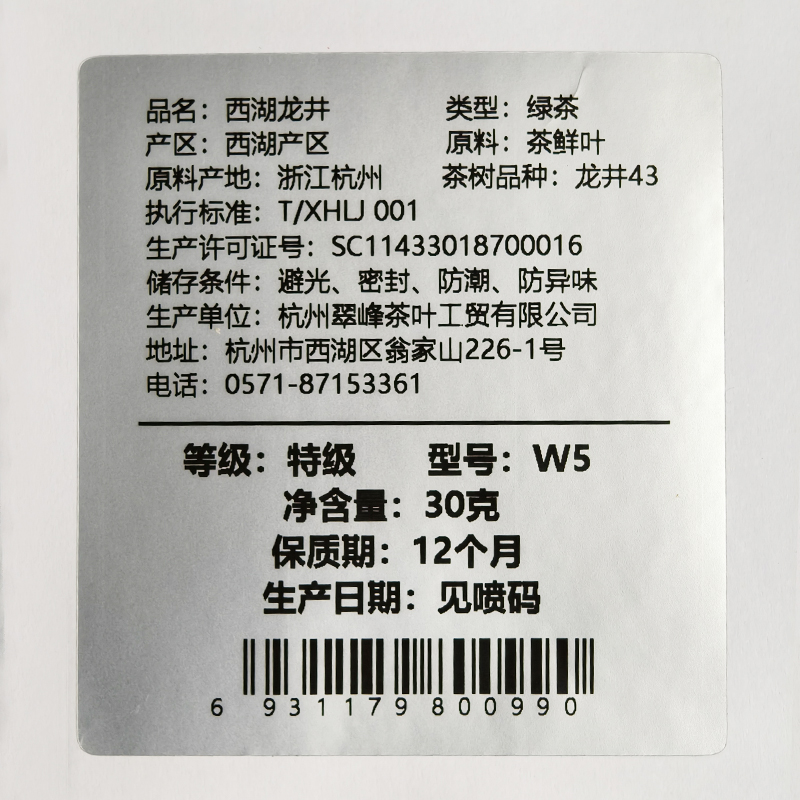 品名：西湖龙井 类型：绿茶
产区：西湖产区 原料：茶鲜叶
原料产地：浙江杭州 茶树品种：龙井43
执行标准：T/XHLJ 001
生产许可证号：SC11433018700016
储存条件：避光、密封、防潮、防异味
生产单位：杭州翠峰茶叶工贸有限公司
地址：杭州市西湖区翁家山226-1号
电话：0571-87153361
等级：特级 型号：W5
净含量：30克
保质期：12个月
生产日期：见喷码
6 931179 800990